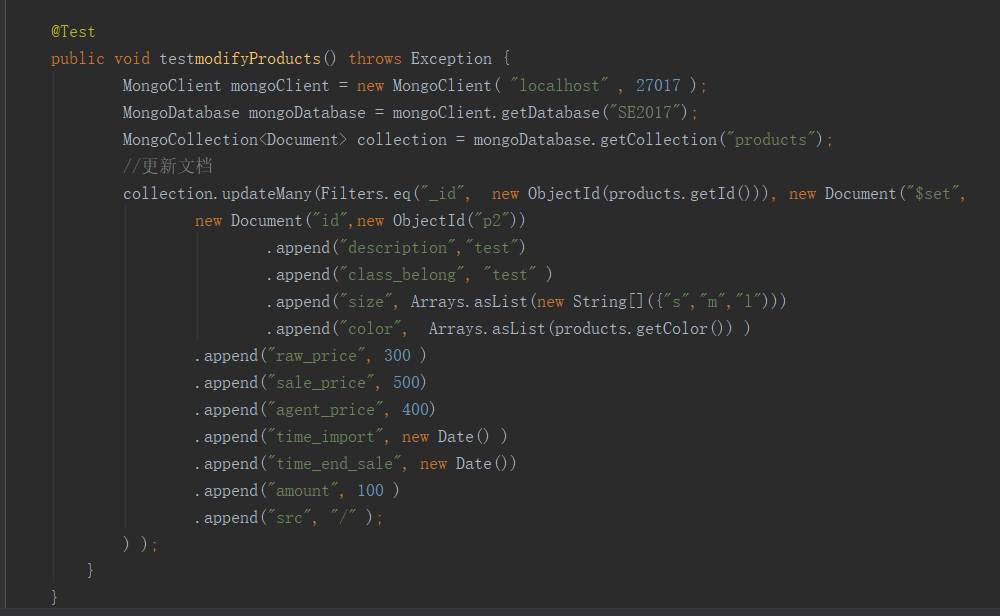 @Test
public void testmodifyProducts() throws Exception {
MongoClient mongoClient = new MongoClient( "localhost" , 27017 );
MongoDatabase mongoDatabase = mongoClient.getDatabase("SE2017");
MongoCollection<Document> collection = mongoDatabase.getCollection("products");
//更新文档
collection.updateMany(Filters.eq("_id",  new ObjectId(products.getId())), new Document("$set",
new Document("id",new ObjectId("p2"))
.append("description","test")
.append("class_belong", "test" )
.append("size", Arrays.asList(new String[]({"s","m","l")))
.append("color",  Arrays.asList(products.getColor()) )
.append("raw_price", 300 )
.append("sale_price", 500)
.append("agent_price", 400)
.append("time_import", new Date() )
.append("time_end_sale", new Date())
.append("amount", 100 )
.append("src", "/" );
) );
}
}